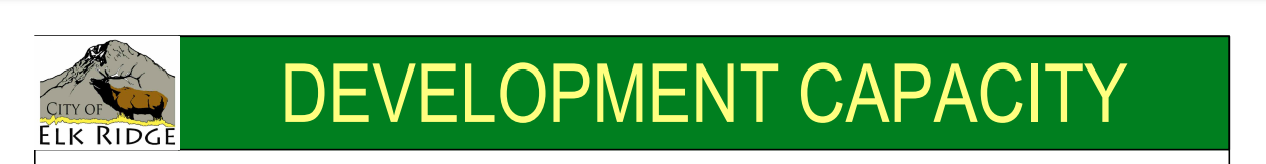 CITY OF
ELK RIDGE
DEVELOPMENT CAPACITY